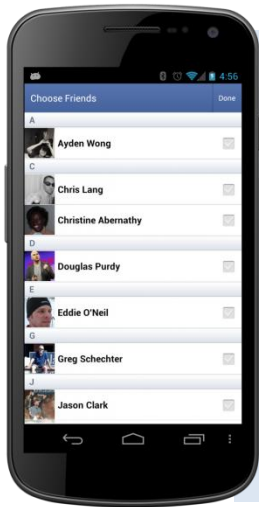 4:56
Choose Friends Done
A
Ayden Wong
C
Chris Lang
Christine Abernathy
D
Douglas Purdy
E
Eddie O'Neil
G
Greg Schechter
J
Jason Clark